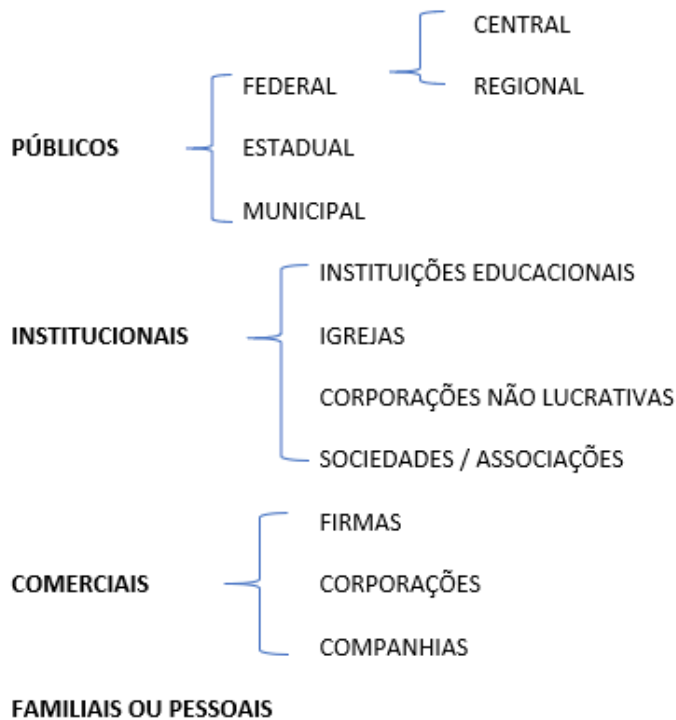 CENTRAL
FEDERAL
REGIONAL
PÚBLICOS
ESTADUAL
MUNICIPAL
INSTITUIÇÕES EDUCACIONAIS
INSTITUCIONAIS
IGREJAS
CORPORAÇÕES NÃO LUCRATIVAS
SOCIEDADES / ASSOCIAÇÕES
FIRMAS
COMERCIAIS
CORPORAÇÕES
COMPANHIAS
FAMILIAIS OU PESSOAIS